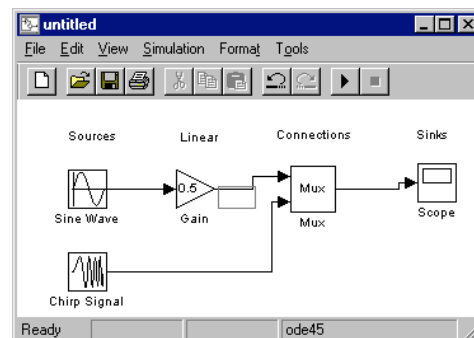 untitled
File Edit View Simulation Format Tools
Sources Linear Connections Sinks
0.5 Mux
Sine Wave Gain Mux Scope
Chirp Signal
Ready ode45